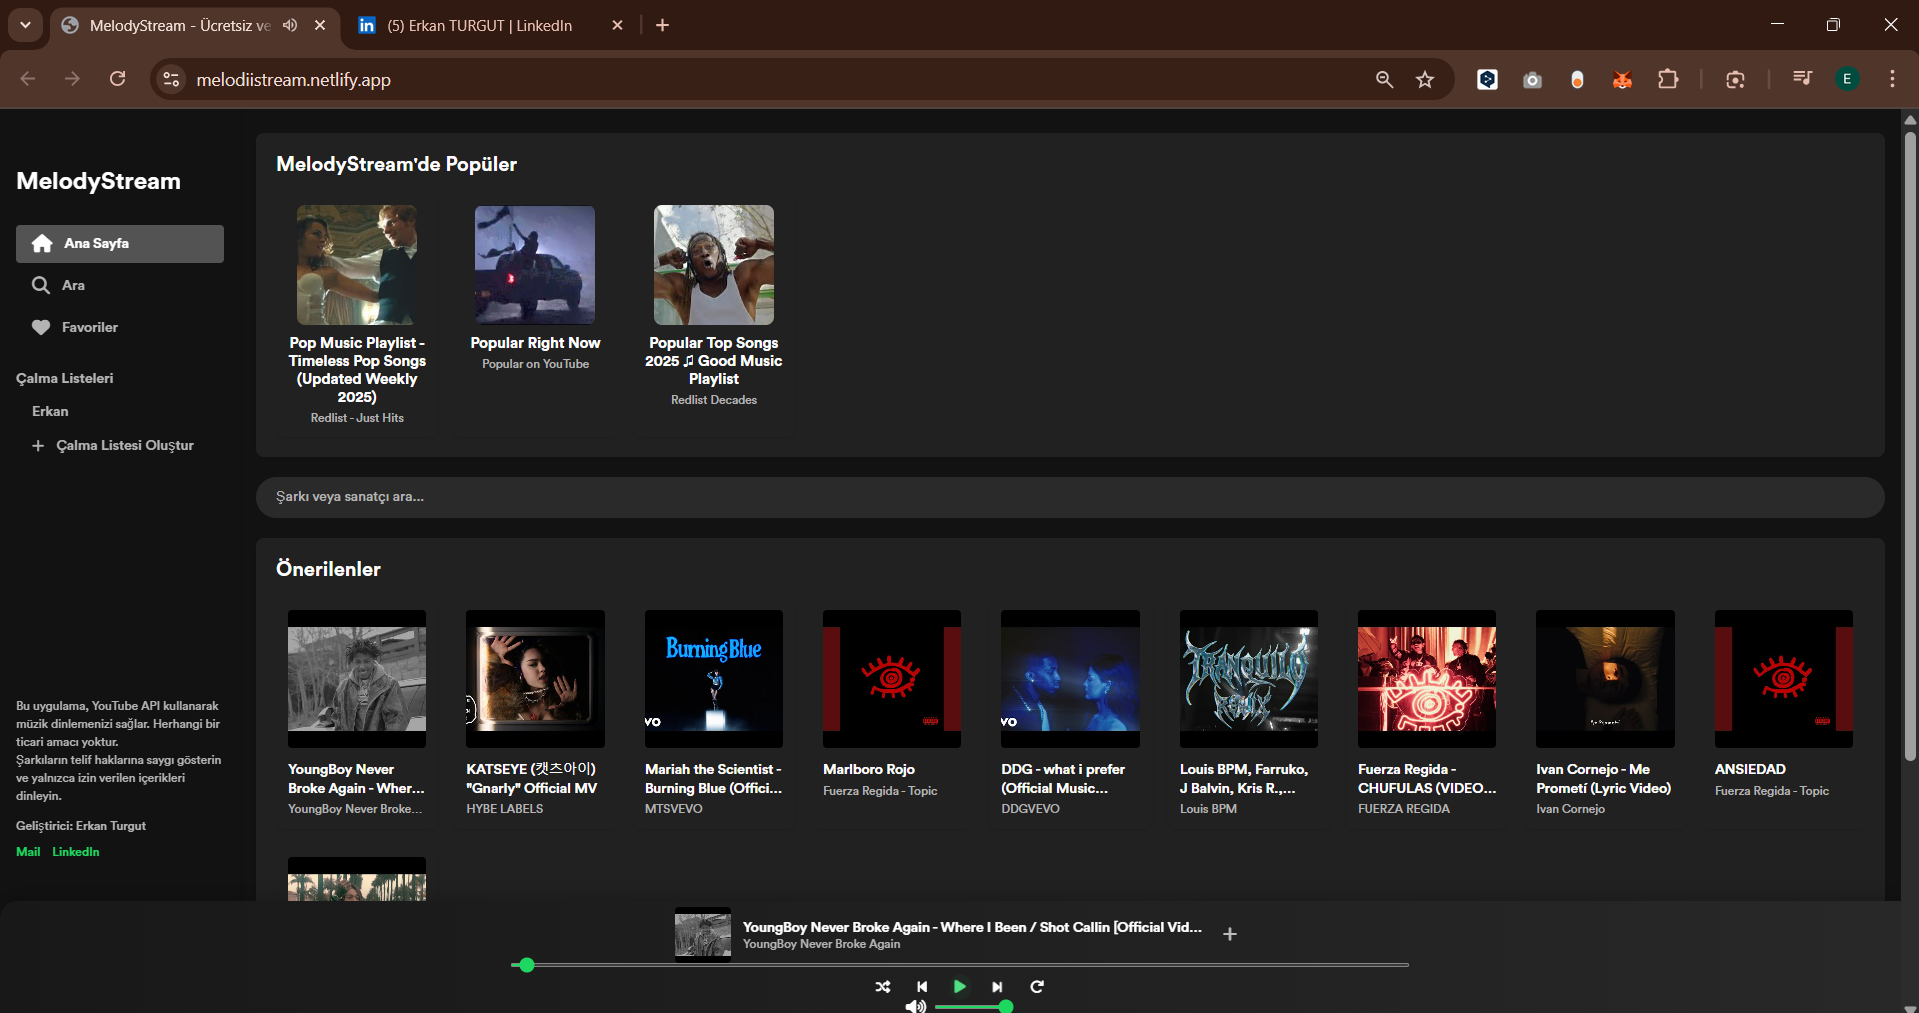 MelodyStream - Ücretsiz ve
(5) Erkan TURGUT | LinkedIn
melodiistream.netlify.app
E
MelodyStream
Ana Sayfa
Ara
Favoriler
Çalma Listeleri
Erkan
+ Çalma Listesi Oluştur
Bu uygulama, YouTube API kullanarak
müzik dinlemenizi sağlar. Herhangi bir
ticari amacı yoktur.
Şarkıların telif haklarına saygı gösterin
ve yalnızca izin verilen içerikleri
dinleyin.
Geliştirici: Erkan Turgut
Mail LinkedIn
MelodyStream'de Popüler
Pop Music Playlist -
Timeless Pop Songs
(Updated Weekly
2025)
Redlist - Just Hits
Popular Right Now
Popular on YouTube
Popular Top Songs
2025 ♫ Good Music
Playlist
Redlist Decades
Şarkı veya sanatçı ara...
Önerilenler
YoungBoy Never
Broke Again - Wher...
YoungBoy Never Broke...
KATSEYE (캣츠아이)
"Gnarly" Official MV
HYBE LABELS
Burning Blue
VO
Mariah the Scientist -
Burning Blue (Offici...
MTSVEVO
Marlboro Rojo
Fuerza Regida - Topic
VO
DDG - what i prefer
(Official Music...
DDGVEVO
TRANQUILO
REMIX
Louis BPM, Farruko,
J Balvin, Kris R.,...
Louis BPM
Fuerza Regida -
CHUFULAS (VIDEO...
FUERZA REGIDA
Me Prometí
Ivan Cornejo - Me
Prometí (Lyric Video)
Ivan Cornejo
ANSIEDAD
Fuerza Regida - Topic
YoungBoy Never Broke Again - Where I Been / Shot Callin [Official Vid...
YoungBoy Never Broke Again